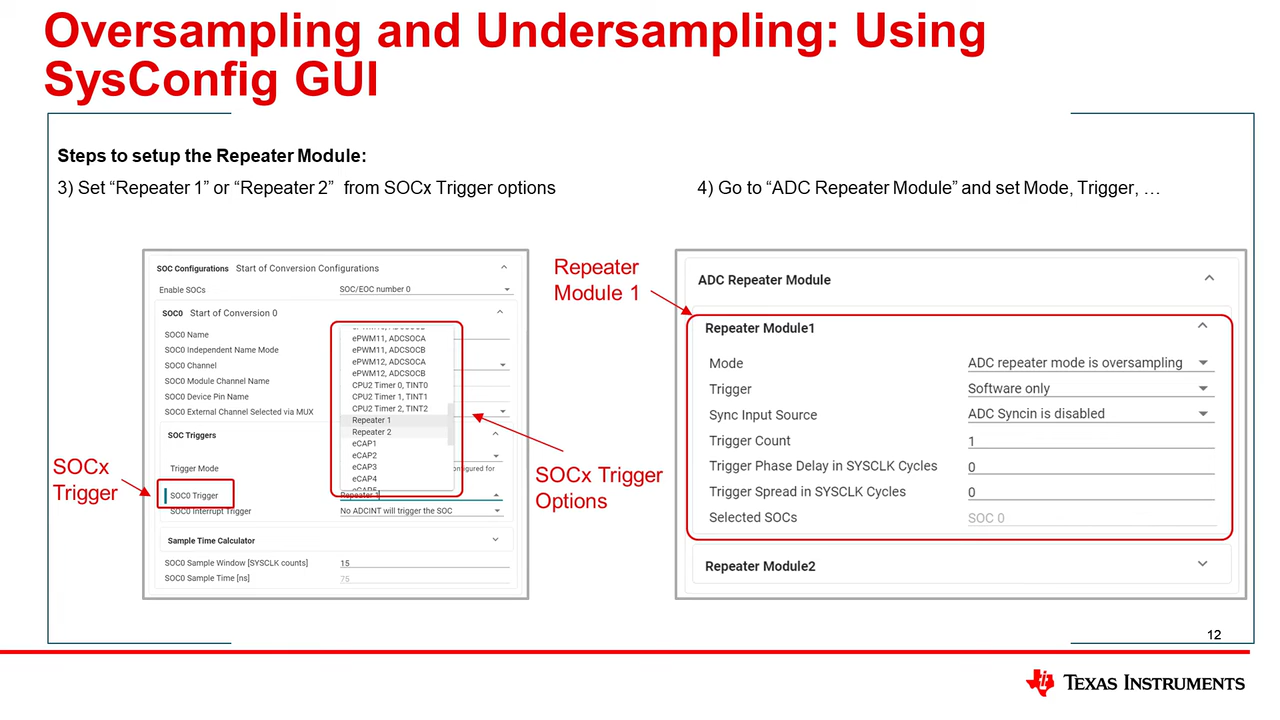 Oversampling and Undersampling: Using
SysConfig GUI
Steps to setup the Repeater Module:
3) Set “Repeater 1” or “Repeater 2” from SOCx Trigger options
4) Go to “ADC Repeater Module” and set Mode, Trigger, …
SOC Configurations Start of Conversion Configurations
Enable SOCs SOC/EOC number 0
SOC0 Start of Conversion 0
SOC0 Name
SOC0 Independent Name Mode
SOC0 Channel
SOC0 Module Channel Name
SOC0 Device Pin Name
SOC0 External Channel Selected via MUX
SOC Triggers
Trigger Mode
SOC0 Trigger Repeater 1
SOC0 Interrupt Trigger No ADCINT will trigger the SOC
Sample Time Calculator
SOC0 Sample Window [SYSCLK counts] 15
SOC0 Sample Time [ns] 75
ePWM11, ADCSOCA
ePWM11, ADCSOCB
ePWM12, ADCSOCA
ePWM12, ADCSOCB
CPU2 Timer 0, TINT0
CPU2 Timer 1, TINT1
CPU2 Timer 2, TINT2
Repeater 1
Repeater 2
eCAP1
eCAP2
eCAP3
eCAP4
SOCx
Trigger
SOCx Trigger
Options
Repeater
Module 1
ADC Repeater Module
Repeater Module1
Mode ADC repeater mode is oversampling
Trigger Software only
Sync Input Source ADC Syncin is disabled
Trigger Count 1
Trigger Phase Delay in SYSCLK Cycles 0
Trigger Spread in SYSCLK Cycles 0
Selected SOCs SOC 0
Repeater Module2
12
TEXAS INSTRUMENTS